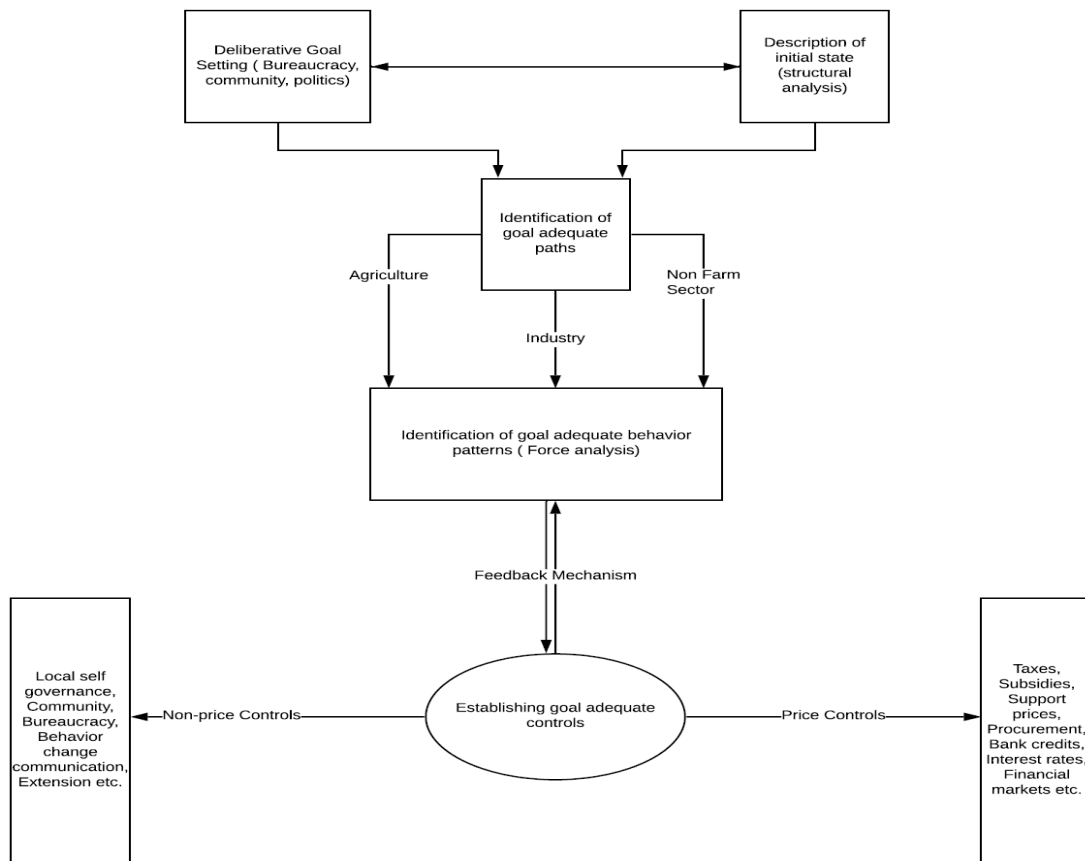 Deliberative Goal
Setting ( Bureaucracy,
community, politics)
Description of
initial state
(structural
analysis)
Identification of
goal adequate
paths
Agriculture
Non Farm
Sector
Industry
Identification of goal adequate behavior
patterns ( Force analysis)
Feedback Mechanism
Local self
governance,
Community,
Bureaucracy,
Behavior
change
communication,
Extension etc.
Non-price Controls
Establishing goal adequate
controls
Price Controls
Taxes,
Subsidies,
Support
prices,
Procurement,
Bank credits,
Interest rates,
Financial
markets etc.